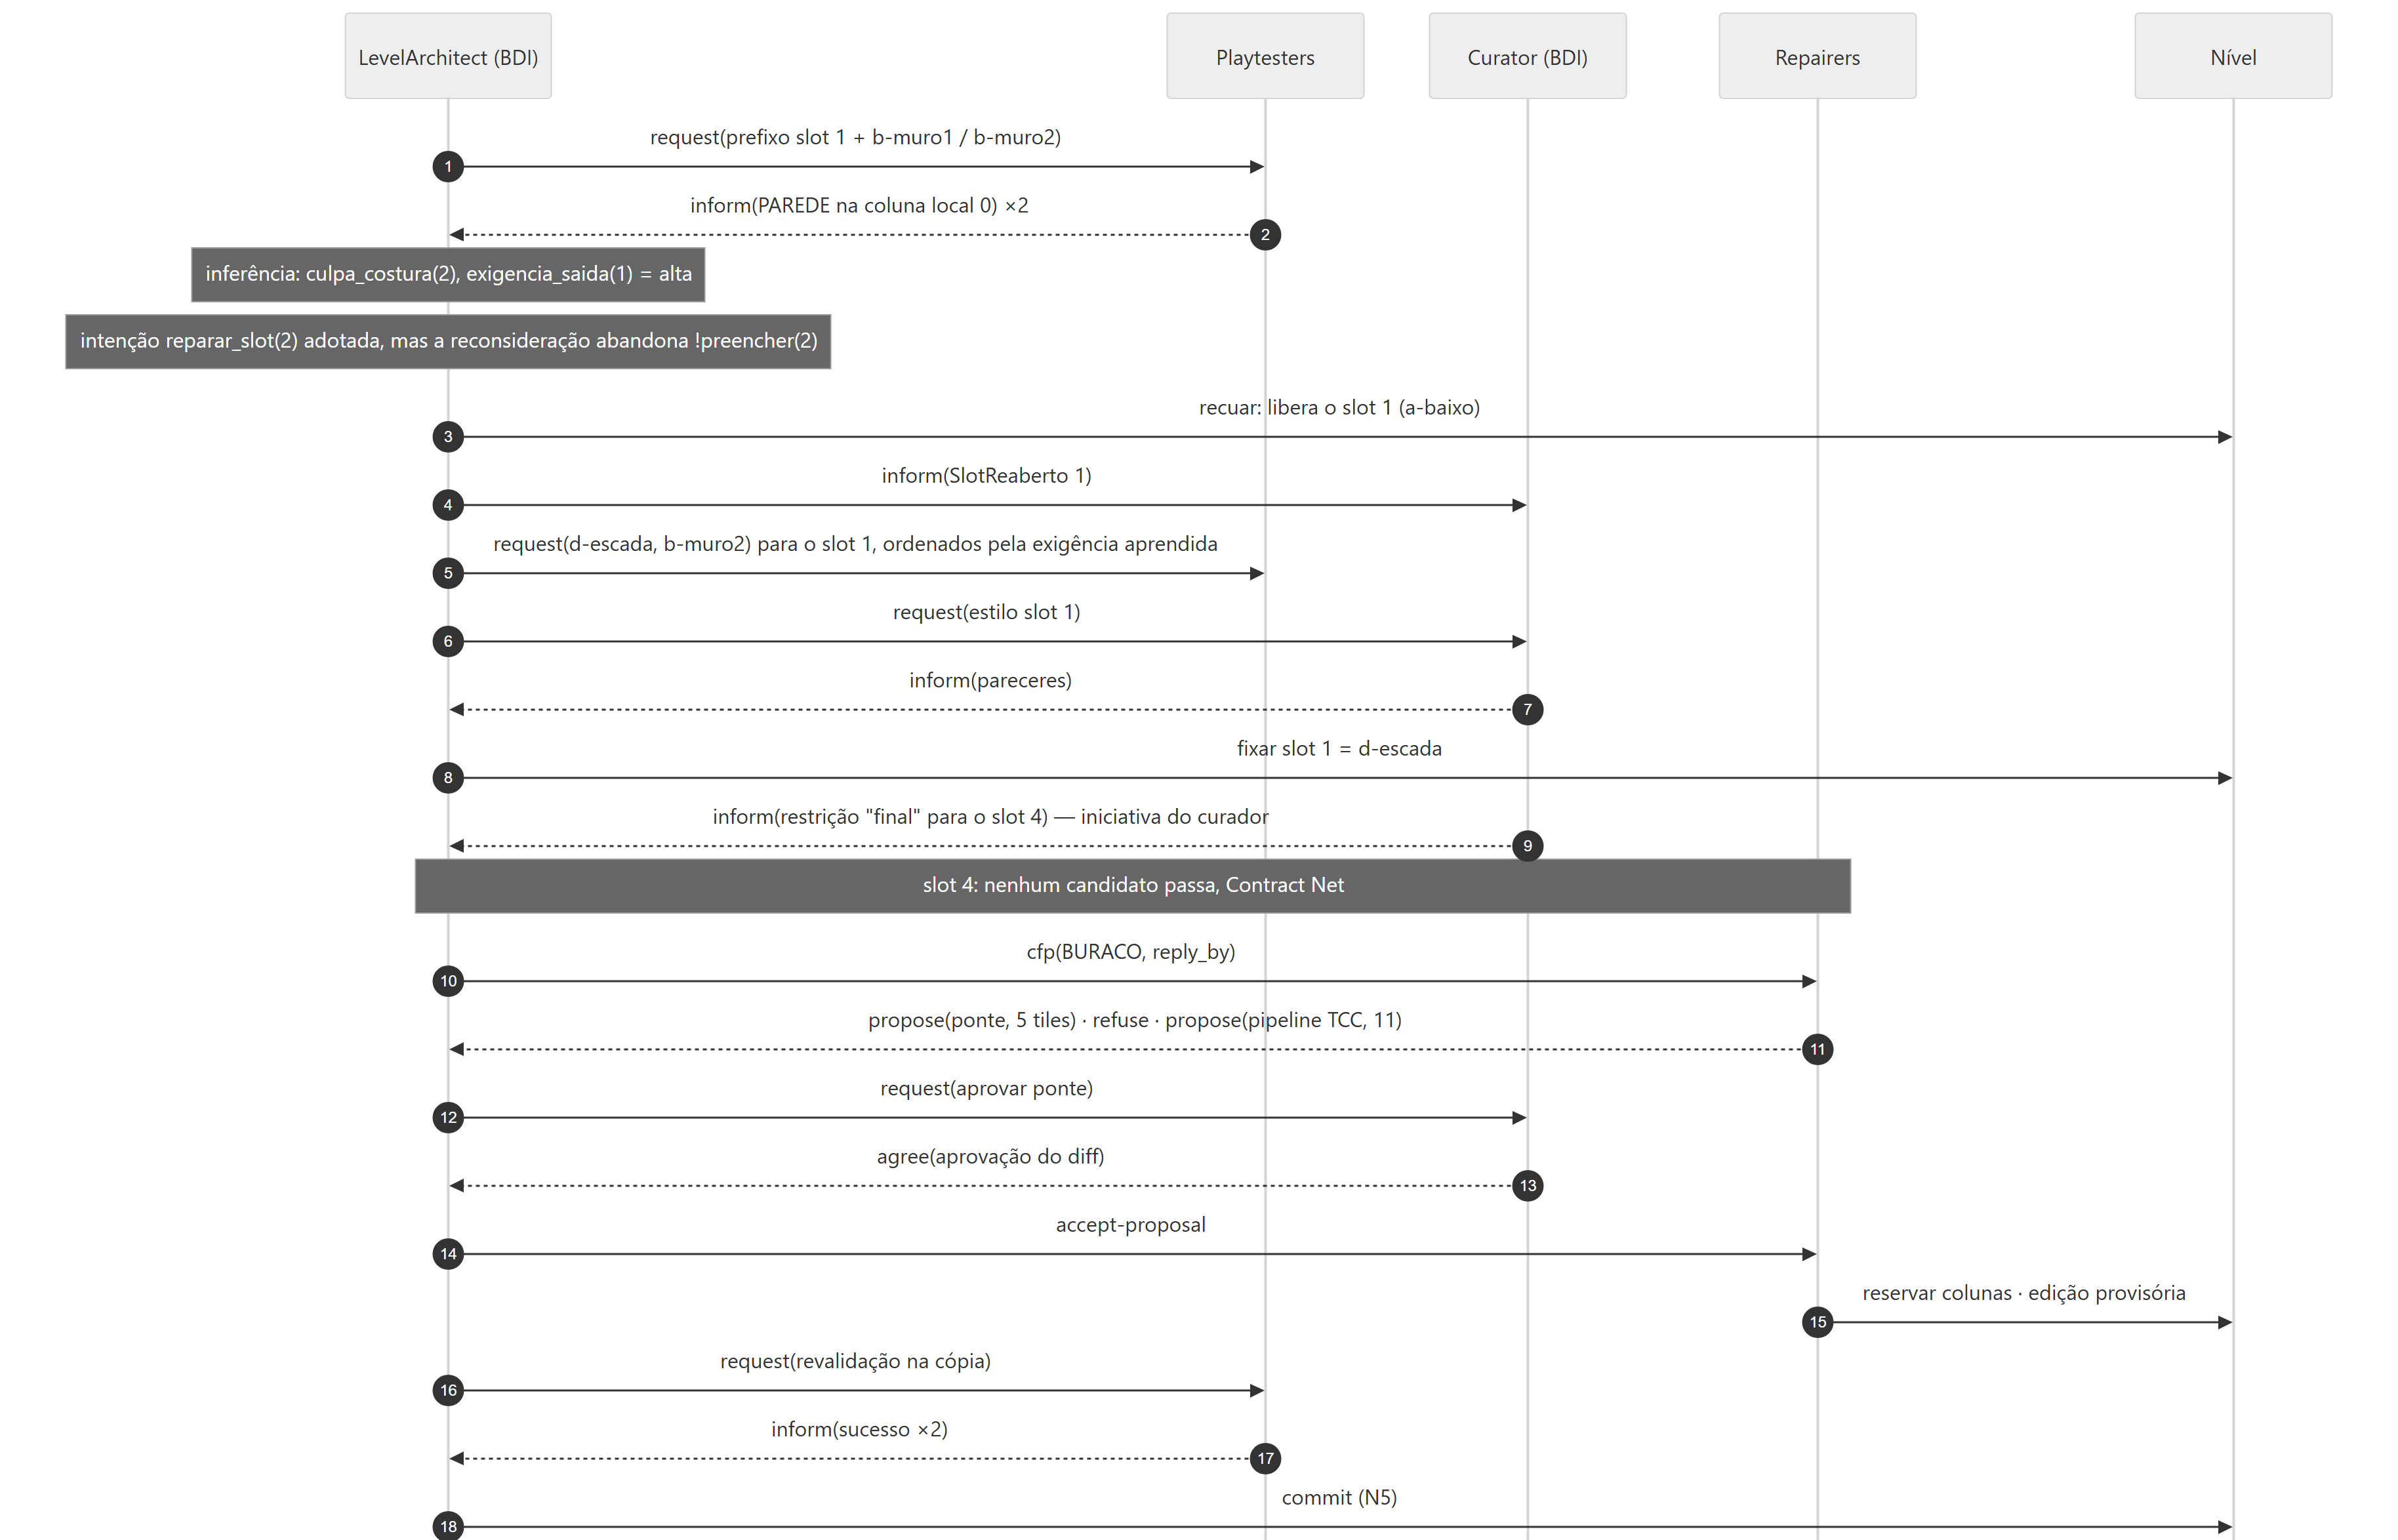 LevelArchitect (BDI)
Playtesters
Curator (BDI)
Repairers
Nível
request(prefixo slot 1 + b-muro1 / b-muro2)
1
inform(PAREDE na coluna local 0) ×2
2
inferência: culpa_costura(2), exigencia_saida(1) = alta
intenção reparar_slot(2) adotada, mas a reconsideração abandona !preencher(2)
recuar: libera o slot 1 (a-baixo)
3
inform(SlotReaberto 1)
4
request(d-escada, b-muro2) para o slot 1, ordenados pela exigência aprendida
5
request(estilo slot 1)
6
inform(pareceres)
7
fixar slot 1 = d-escada
8
inform(restrição "final" para o slot 4) — iniciativa do curador
9
slot 4: nenhum candidato passa, Contract Net
cfp(BURACO, reply_by)
10
propose(ponte, 5 tiles) · refuse · propose(pipeline TCC, 11)
11
request(aprovar ponte)
12
agree(aprovação do diff)
13
accept-proposal
14
reservar colunas · edição provisória
15
request(revalidação na cópia)
16
inform(sucesso ×2)
17
commit (N5)
18